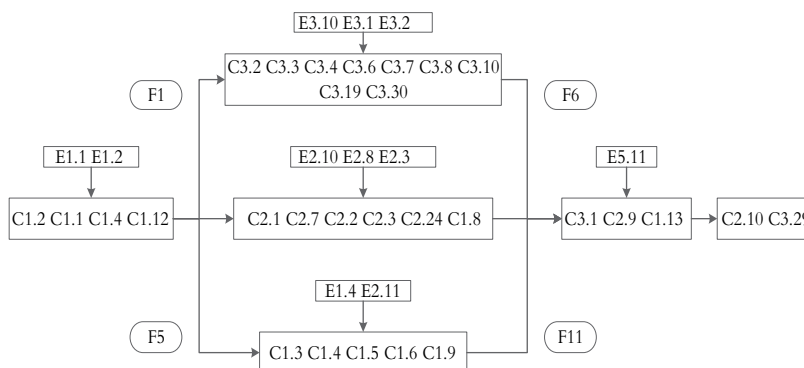 E3.10 E3.1 E3.2
C3.2 C3.3 C3.4 C3.6 C3.7 C3.8 C3.10
C3.19 C3.30
F1
F6
E1.1 E1.2
E2.10 E2.8 E2.3
E5.11
C1.2 C1.1 C1.4 C1.12
C2.1 C2.7 C2.2 C2.3 C2.24 C1.8
C3.1 C2.9 C1.13
C2.10 C3.29
E1.4 E2.11
F5
F11
C1.3 C1.4 C1.5 C1.6 C1.9